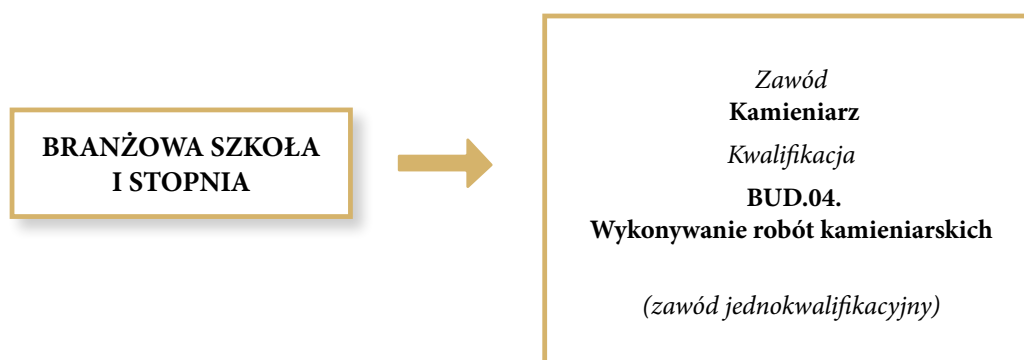 BRANŻOWA SZKOŁA
I STOPNIA
Zawód
Kamieniarz
Kwalifikacja
BUD.04.
Wykonywanie robót kamieniarskich
(zawód jednokwalifikacyjny)